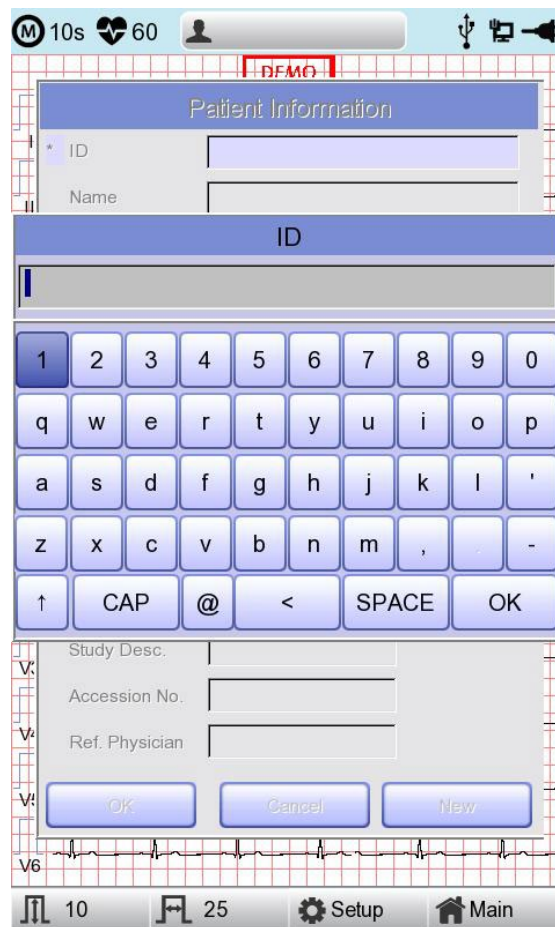 M 10s 60
DEMO
Patient Information
* ID
Name
ID
1 2 3 4 5 6 7 8 9 0
q w e r t y u i o p
a s d f g h j k l '
z x c v b n m , . -
↑ CAP @ < SPACE OK
Study Desc.
Accession No.
Ref. Physician
OK Cancel New
V6
10 25 Setup Main